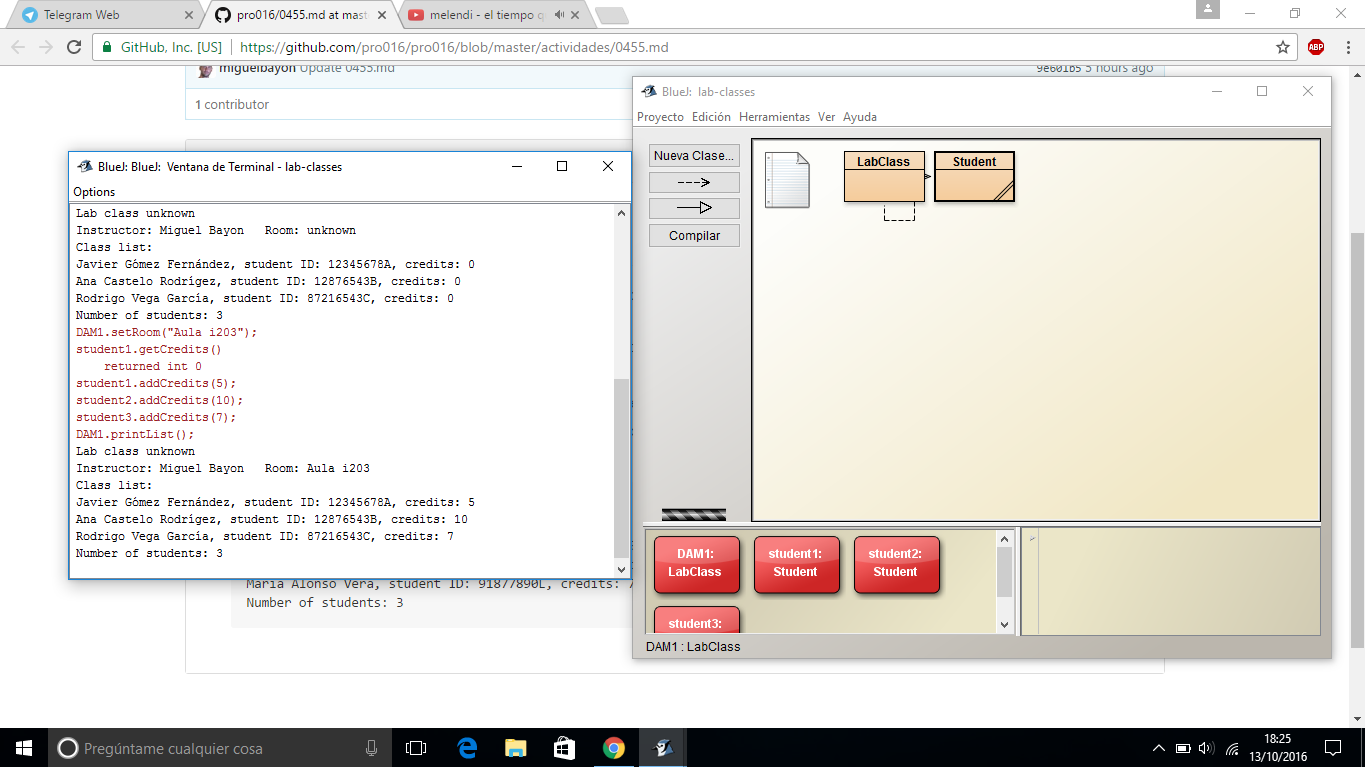 Telegram Web
pro016/0455.md at mast
melendi - el tiempo q
GitHub, Inc. [US]
https://github.com/pro016/pro016/blob/master/actividades/0455.md
ABP
miguelbayon Update 0455.md
9e601b5 3 hours ago
1 contributor
BlueJ: BlueJ: Ventana de Terminal - lab-classes
Options
Lab class unknown
Instructor: Miguel Bayon Room: unknown
Class list:
Javier Gómez Fernández, student ID: 12345678A, credits: 0
Ana Castelo Rodrígez, student ID: 12876543B, credits: 0
Rodrigo Vega García, student ID: 87216543C, credits: 0
Number of students: 3
DAM1.setRoom("Aula i203");
student1.getCredits()
returned int 0
student1.addCredits(5);
student2.addCredits(10);
student3.addCredits(7);
DAM1.printList();
Lab class unknown
Instructor: Miguel Bayon Room: Aula i203
Class list:
Javier Gómez Fernández, student ID: 12345678A, credits: 5
Ana Castelo Rodrígez, student ID: 12876543B, credits: 10
Rodrigo Vega García, student ID: 87216543C, credits: 7
Number of students: 3
María Alonso Vera, student ID: 91877890L, credits:
Number of students: 3
BlueJ: lab-classes
Proyecto Edición Herramientas Ver Ayuda
Nueva Clase...
Compilar
LabClass
Student
DAM1:
LabClass
student1:
Student
student2:
Student
student3:
>
DAM1 : LabClass
Pregúntame cualquier cosa
18:25
13/10/2016